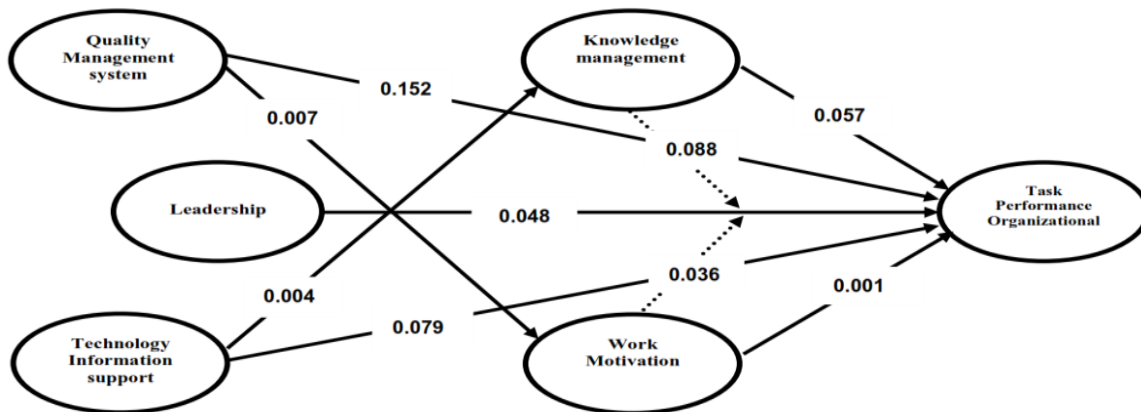 Quality
Management
system
Knowledge
management
0.152
0.007
0.057
0.088
Leadership
0.048
Task
Performance
Organizational
0.004
0.036
0.001
0.079
Technology
Information
support
Work
Motivation